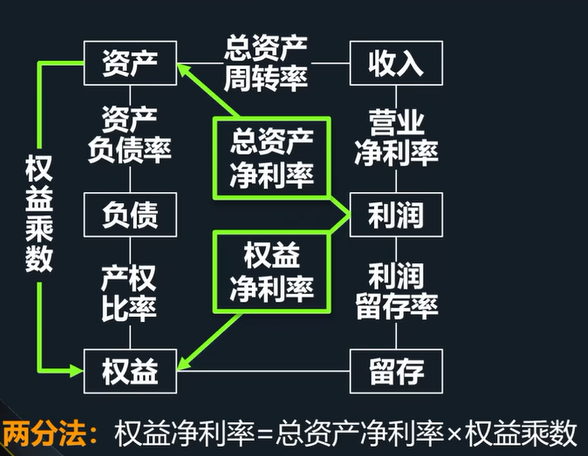 总资产
周转率
资产
收入
资产
负债率
营业
净利率
总资产
净利率
权益乘数
负债
利润
权益
净利率
产权
比率
利润
留存率
权益
留存
两分法：权益净利率=总资产净利率×权益乘数